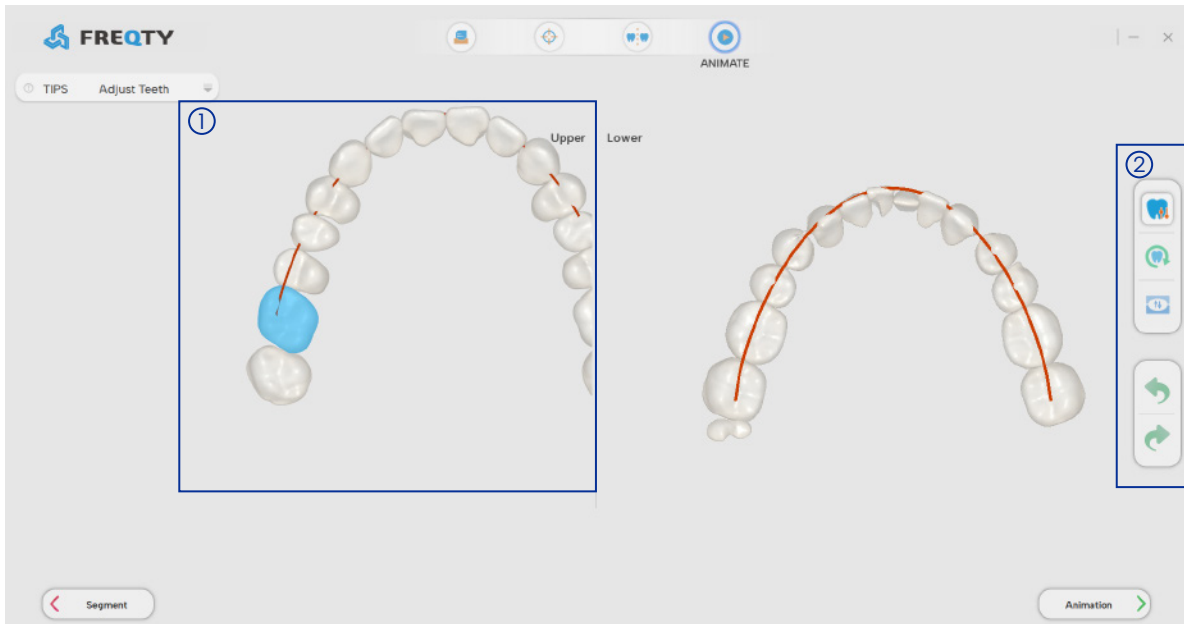 FREQTY
ANIMATE
TIPS Adjust Teeth
①
Upper Lower
②
Segment
Animation